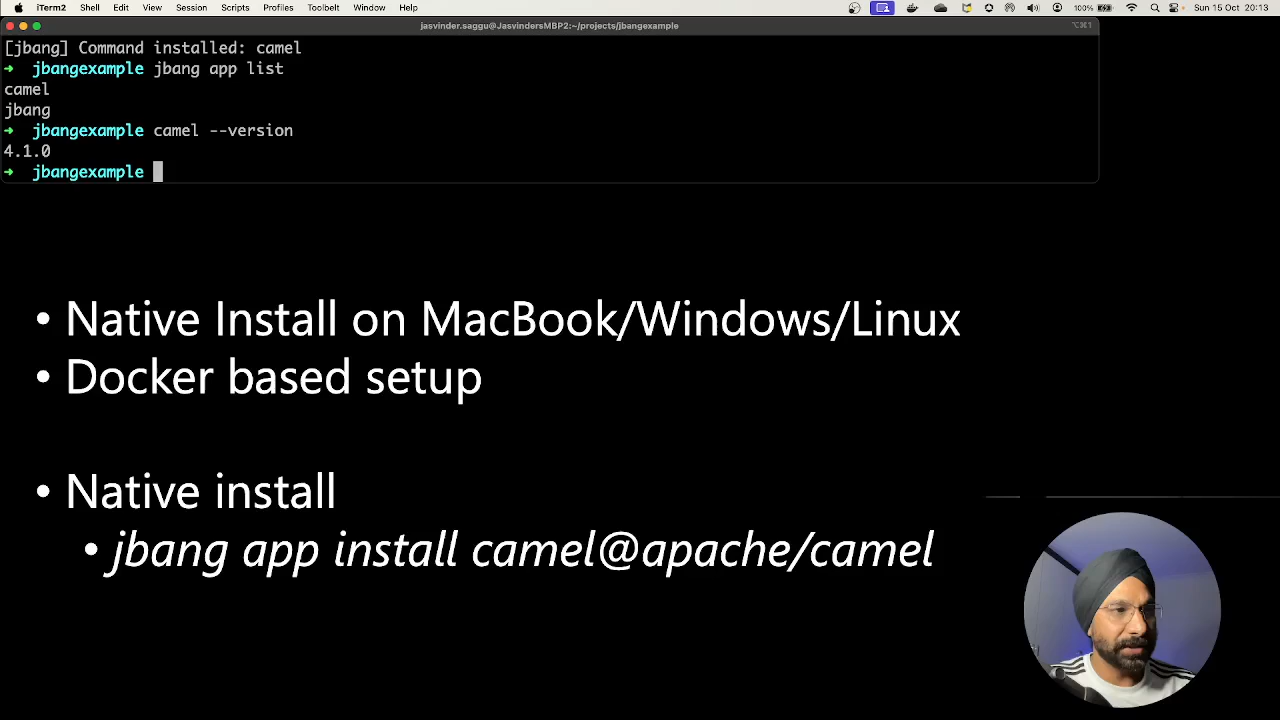 iTerm2 Shell Edit View Session Scripts Profiles Toolbelt Window Help 100% Sun 15 Oct 20:13
jasvinder.saggu@JasvindersMBP2:~/projects/jbangexample ⌥⌘1
[jbang] Command installed: camel
➜ jbangexample jbang app list
camel
jbang
➜ jbangexample camel --version
4.1.0
➜ jbangexample
• Native Install on MacBook/Windows/Linux
• Docker based setup
• Native install
• jbang app install camel@apache/camel